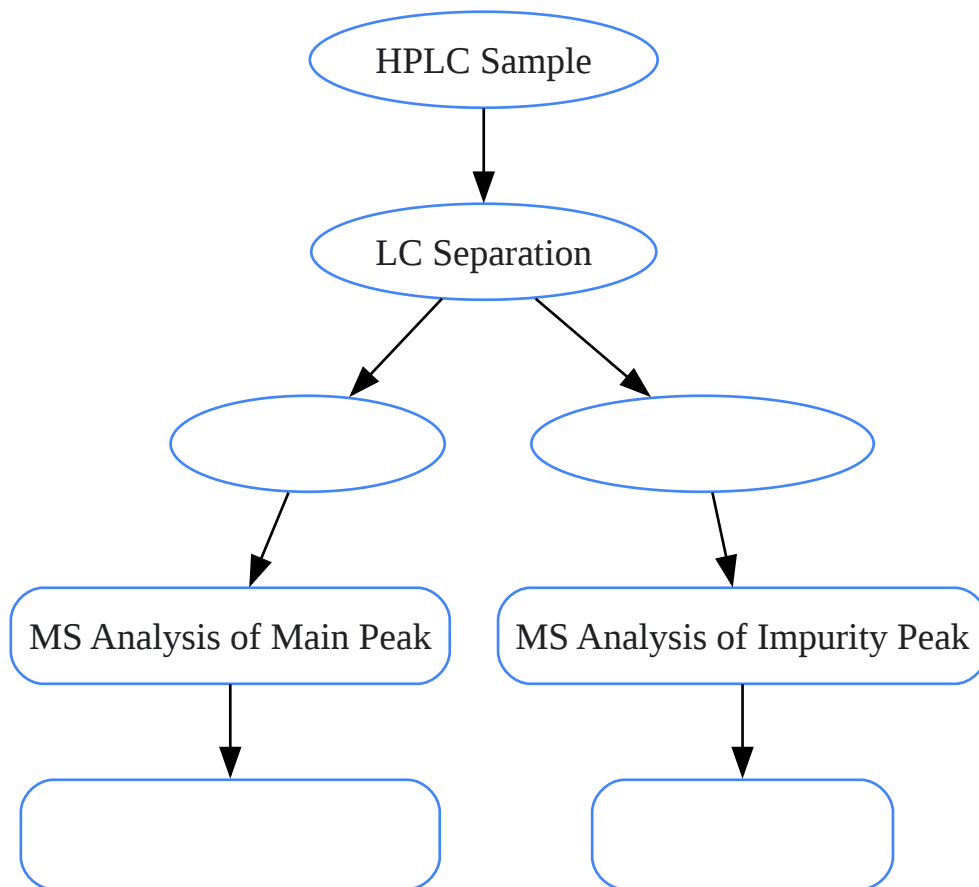 HPLC Sample
LC Separation
MS Analysis of Main Peak
MS Analysis of Impurity Peak